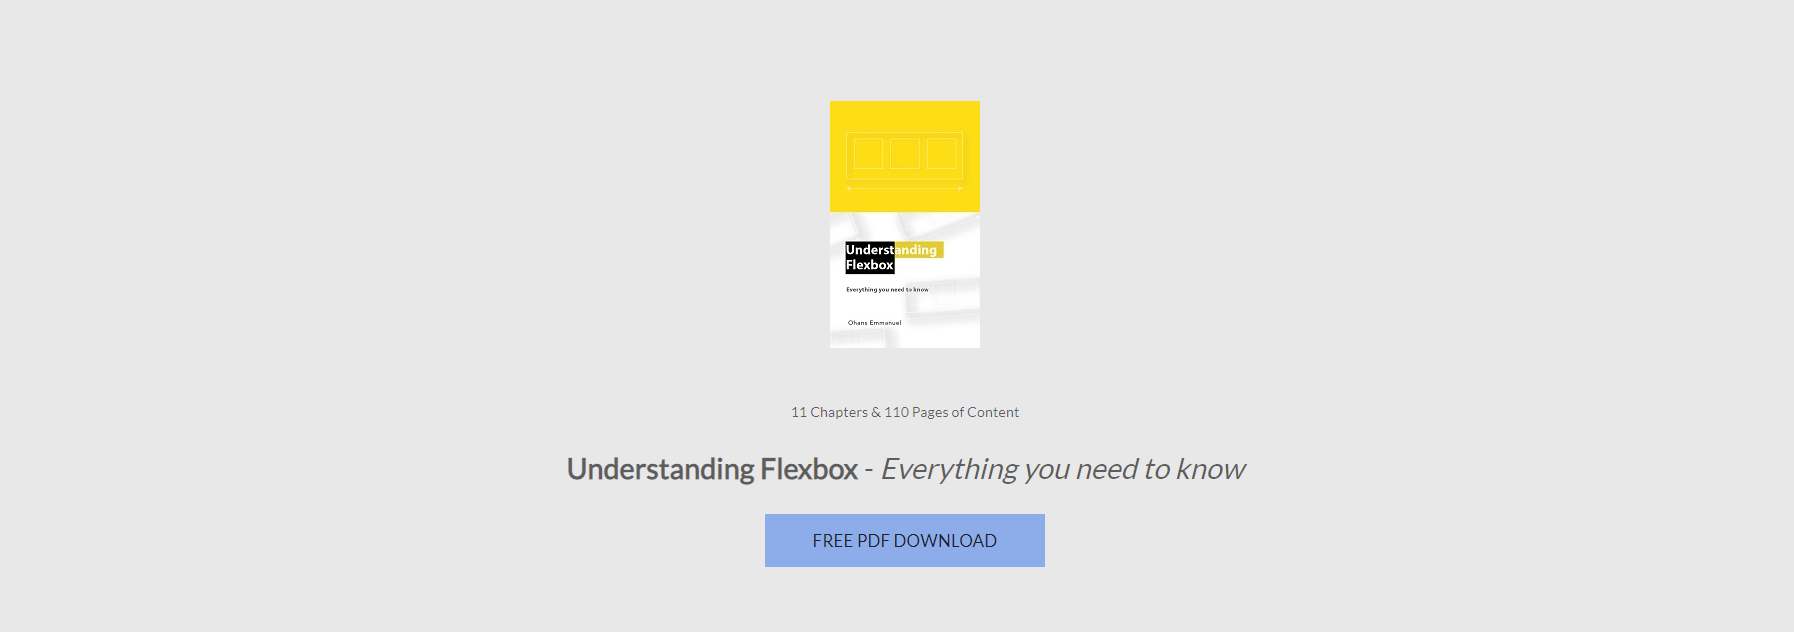 Understanding
Flexbox
Everything you need to know
Ohans Emmanuel
11 Chapters & 110 Pages of Content
Understanding Flexbox - Everything you need to know
FREE PDF DOWNLOAD